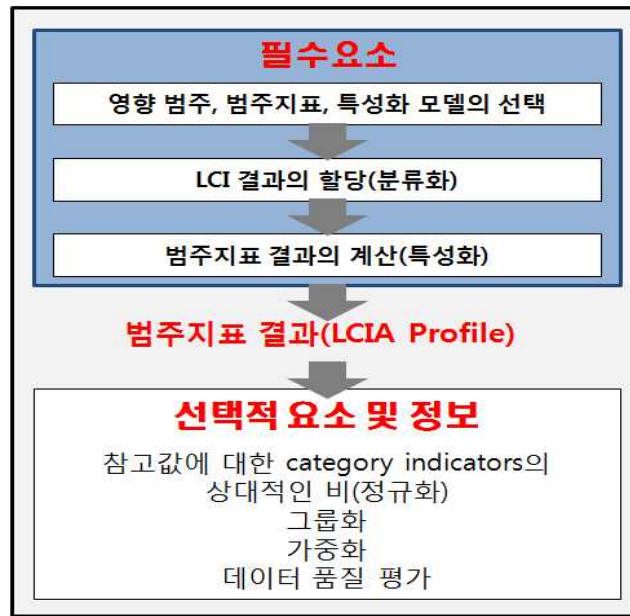 필수요소
영향 범주, 범주지표, 특성화 모델의 선택
LCI 결과의 할당(분류화)
범주지표 결과의 계산(특성화)
범주지표 결과(LCIA Profile)
선택적 요소 및 정보
참고값에 대한 category indicators의
상대적인 비(정규화)
그룹화
가중화
데이터 품질 평가